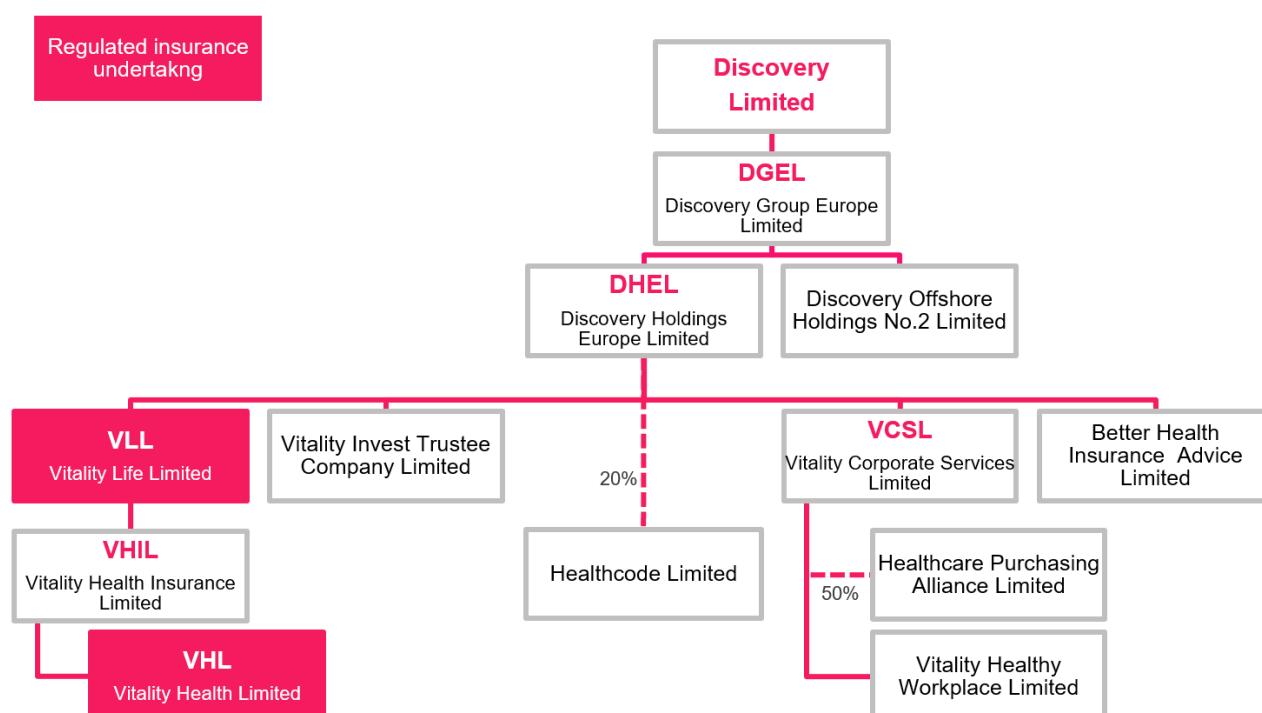 Regulated insurance
undertakng
Discovery
Limited
DGEL
Discovery Group Europe
Limited
DHEL
Discovery Holdings
Europe Limited
Discovery Offshore
Holdings No.2 Limited
VLL
Vitality Life Limited
Vitality Invest Trustee
Company Limited
20%
VCSL
Vitality Corporate Services
Limited
Better Health
Insurance Advice
Limited
VHIL
Vitality Health Insurance
Limited
Healthcode Limited
Healthcare Purchasing
Alliance Limited
50%
VHL
Vitality Health Limited
Vitality Healthy
Workplace Limited